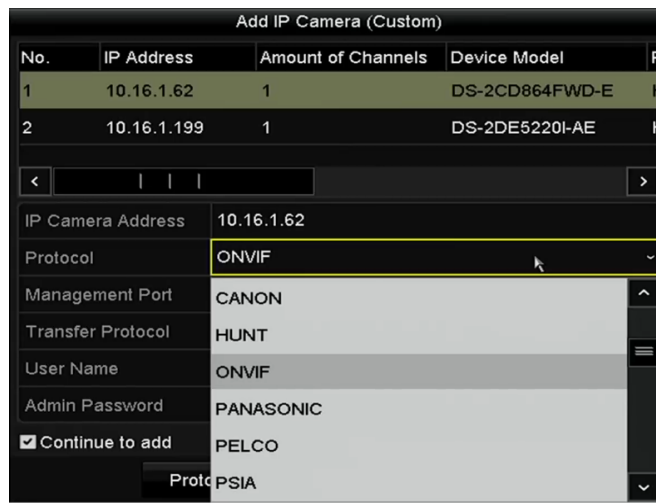 Add IP Camera (Custom)
No. IP Address Amount of Channels Device Model
1 10.16.1.62 1 DS-2CD864FWD-E
2 10.16.1.199 1 DS-2DE5220I-AE
IP Camera Address 10.16.1.62
Protocol ONVIF
Management Port CANON
Transfer Protocol HUNT
User Name ONVIF
Admin Password PANASONIC
Continue to add PELCO
PSIA